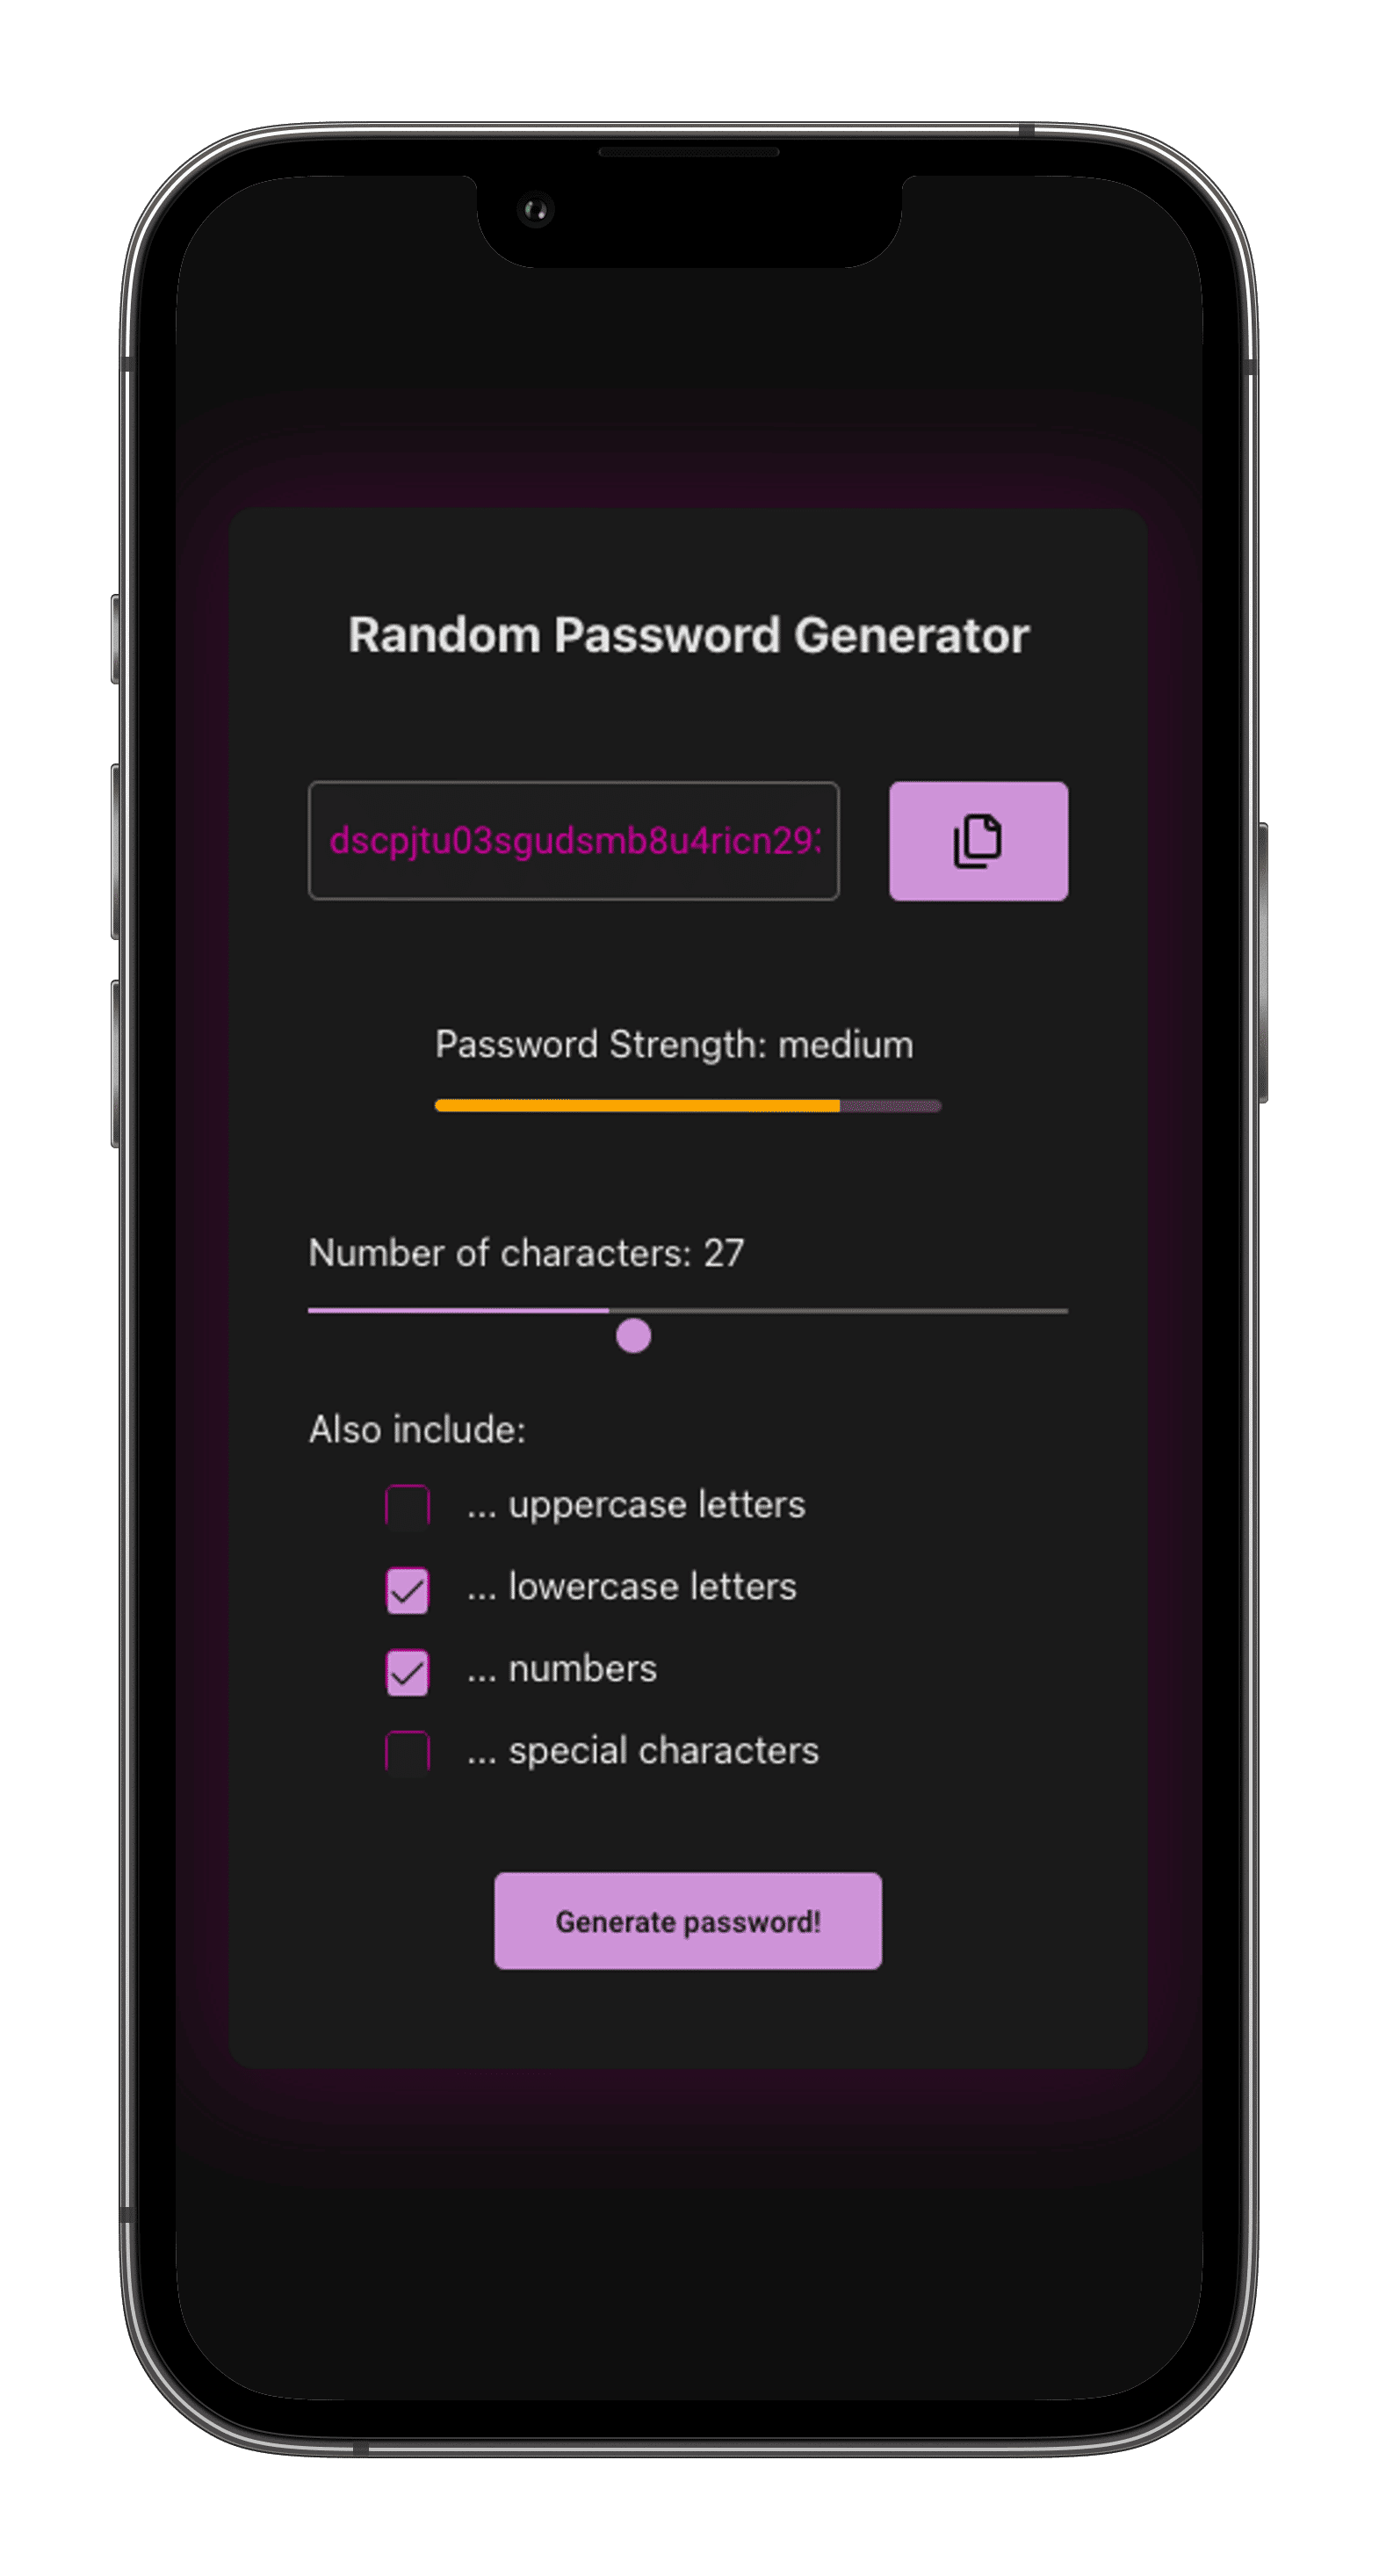 Random Password Generator
dscpjtu03sgudsmb8u4ricn29
Password Strength: medium
Number of characters: 27
Also include:
... uppercase letters
... lowercase letters
... numbers
... special characters
Generate password!